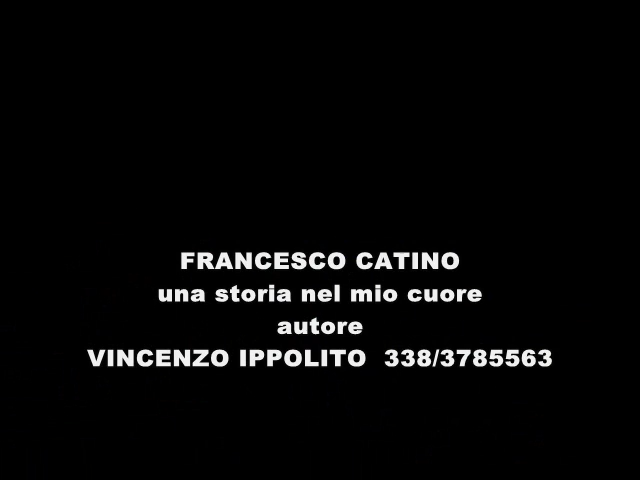 FRANCESCO CATINO
una storia nel mio cuore
autore
VINCENZO IPPOLITO 338/3785563